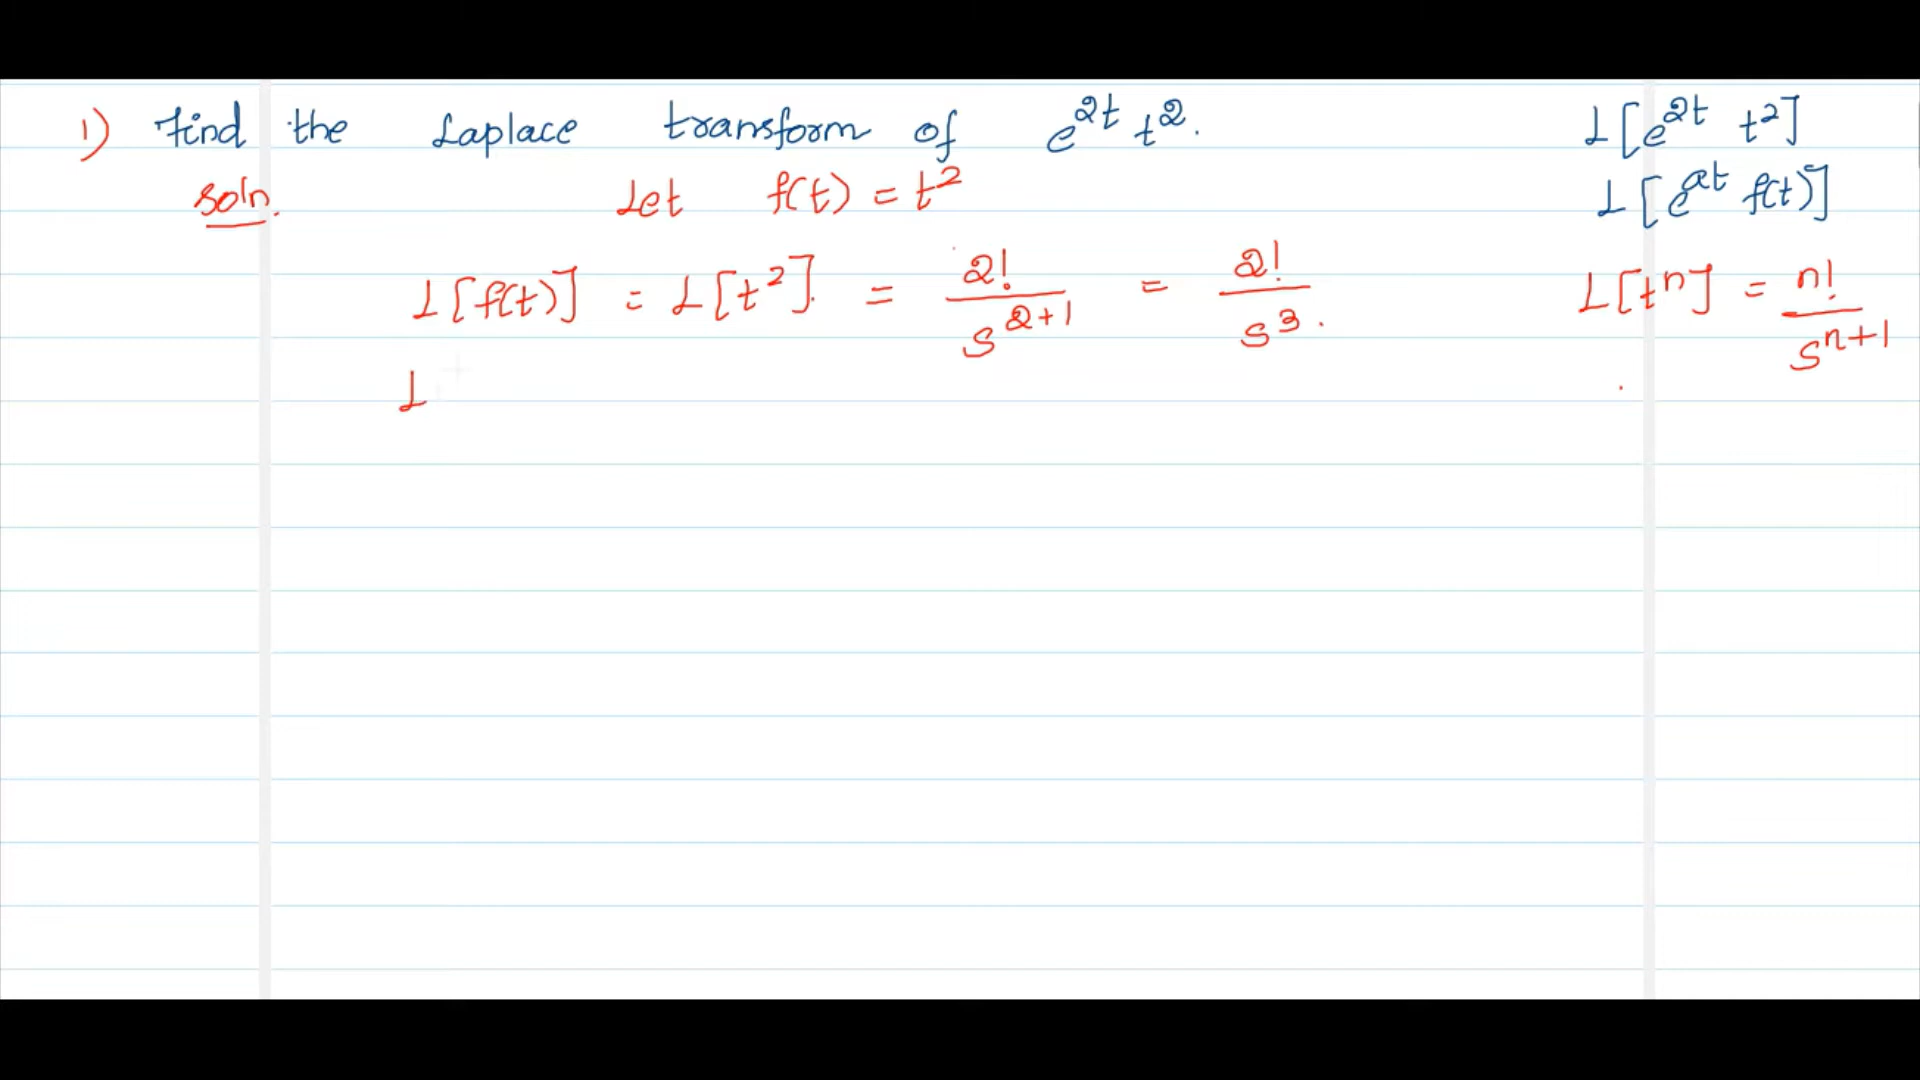 1) Find the Laplace transform of e^{2t} t^2. L[e^{2t} t^2]
soln. Let f(t) = t^2 L[e^{at} f(t)]
L[f(t)] = L[t^2]. = 2!/s^{2+1} = 2!/s^3. L[t^n] = n!/s^{n+1}
L